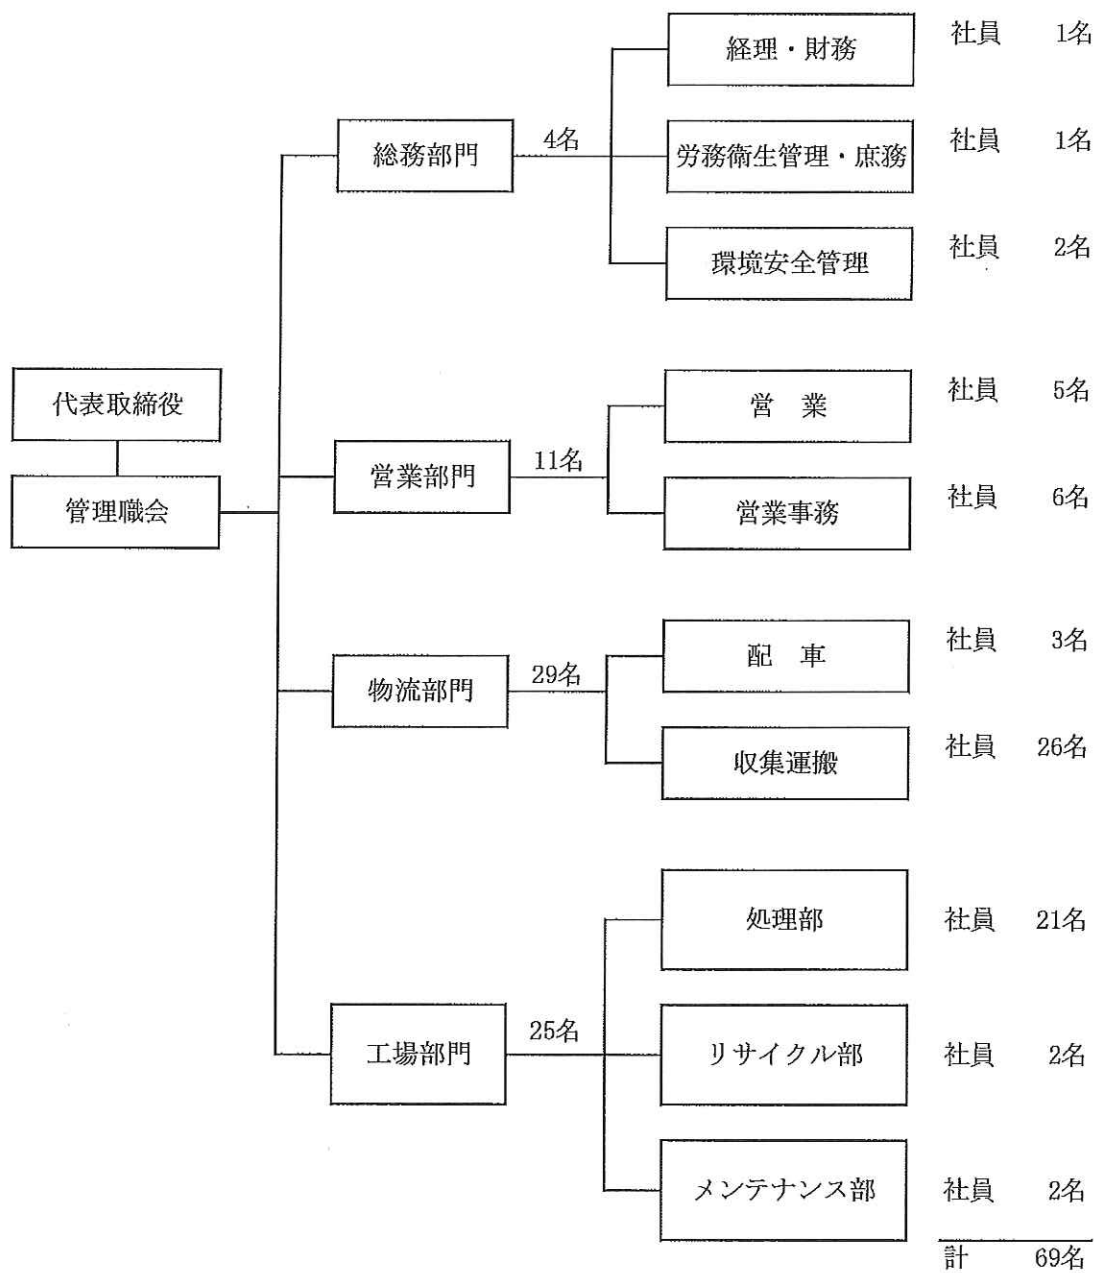 経理・財務 社員 1名
総務部門 4名 労務衛生管理・庶務 社員 1名
環境安全管理 社員 2名
代表取締役
管理職会
営業 社員 5名
営業部門 11名
営業事務 社員 6名
配車 社員 3名
物流部門 29名
収集運搬 社員 26名
処理部 社員 21名
工場部門 25名 リサイクル部 社員 2名
メンテナンス部 社員 2名
計 69名